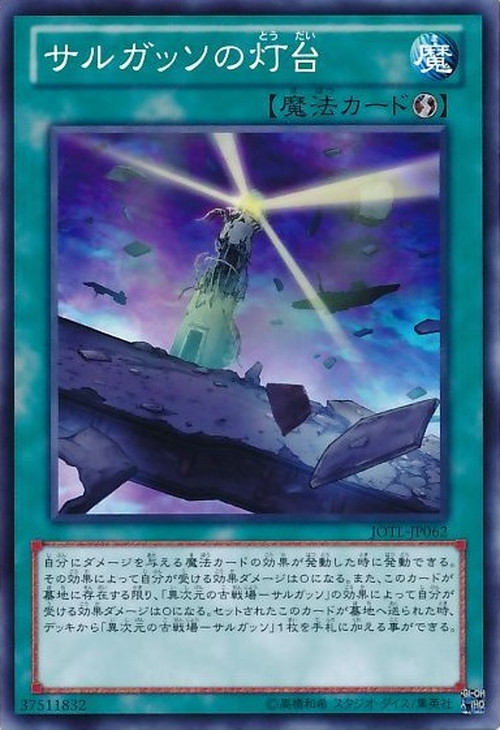 サルガッソの灯台
とう だい
魔
【魔法カード】
JOTL-JP062
自分にダメージを与える魔法カードの効果が発動した時に発動できる。
その効果によって自分が受ける効果ダメージは0になる。また、このカードが
墓地に存在する限り、「異次元の古戦場－サルガッソ」の効果によって自分が
受ける効果ダメージは0になる。セットされたこのカードが墓地へ送られた時、
デッキから「異次元の古戦場－サルガッソ」1枚を手札に加える事ができる。
37511832
©高橋和希 スタジオ・ダイス/集英社